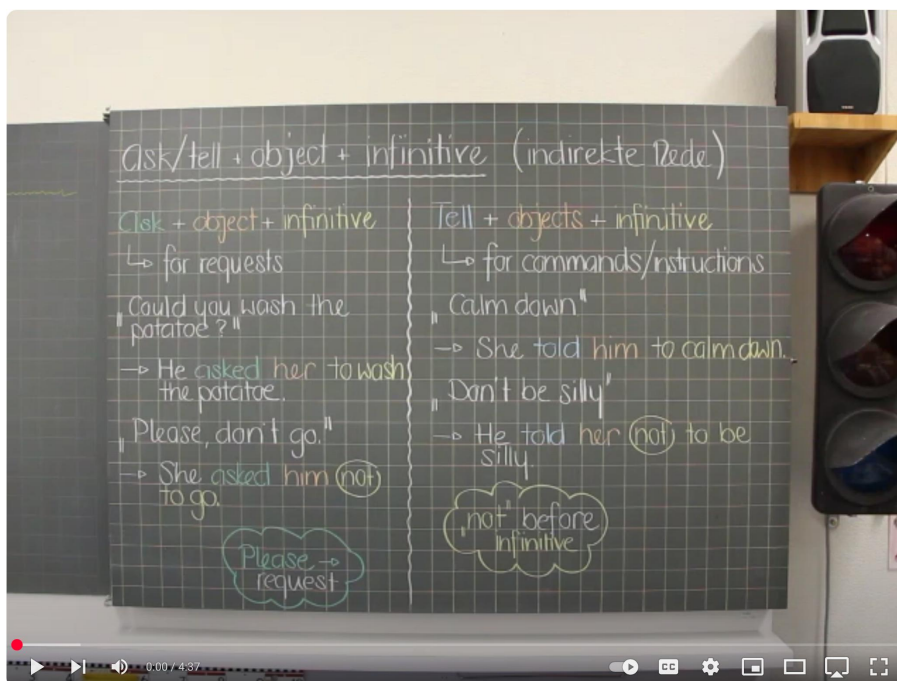 Ask/tell + object + infinitive (indirekte Rede)
Ask + object + infinitive
↳ for requests
„Could you wash the
potatoe?"
→ He asked her to wash
the potatoe.
„Please, don't go."
→ She asked him not
to go.
Please →
request
Tell + objects + infinitive
↳ for commands/instructions
„Calm down"
→ She told him to calm down.
„Don't be silly"
→ He told her not to be
silly.
„not" before
infinitive
0:00 / 4:37
CC